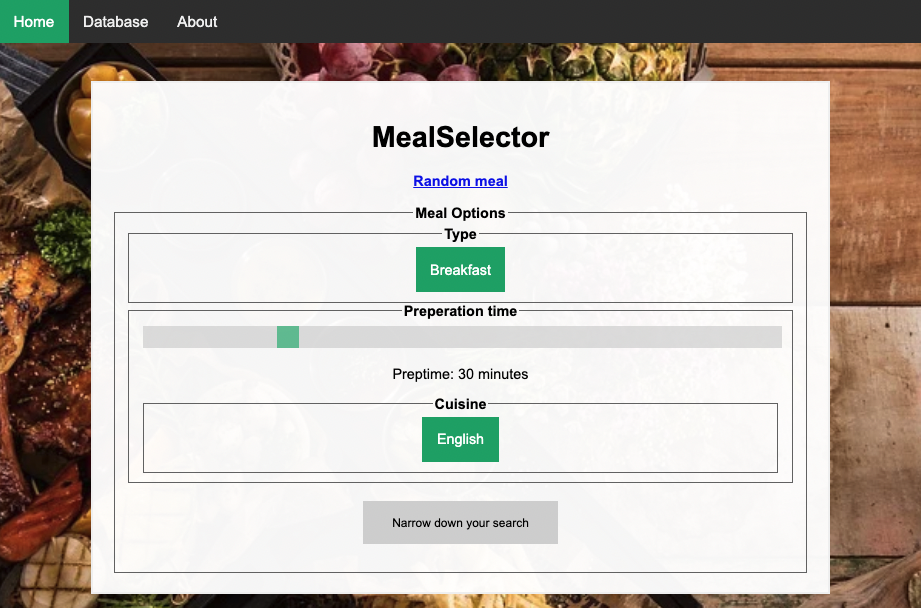 Home Database About
MealSelector
Random meal
Meal Options
Type
Breakfast
Preperation time
Preptime: 30 minutes
Cuisine
English
Narrow down your search